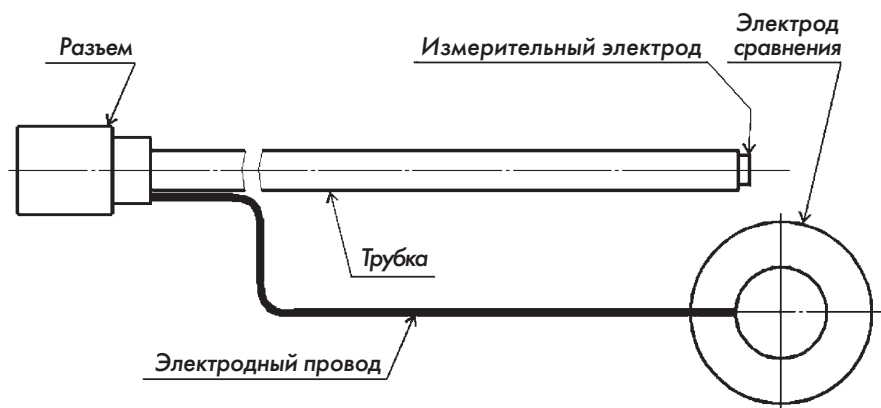 Разъем
Измерительный электрод
Электрод
сравнения
Трубка
Электродный провод